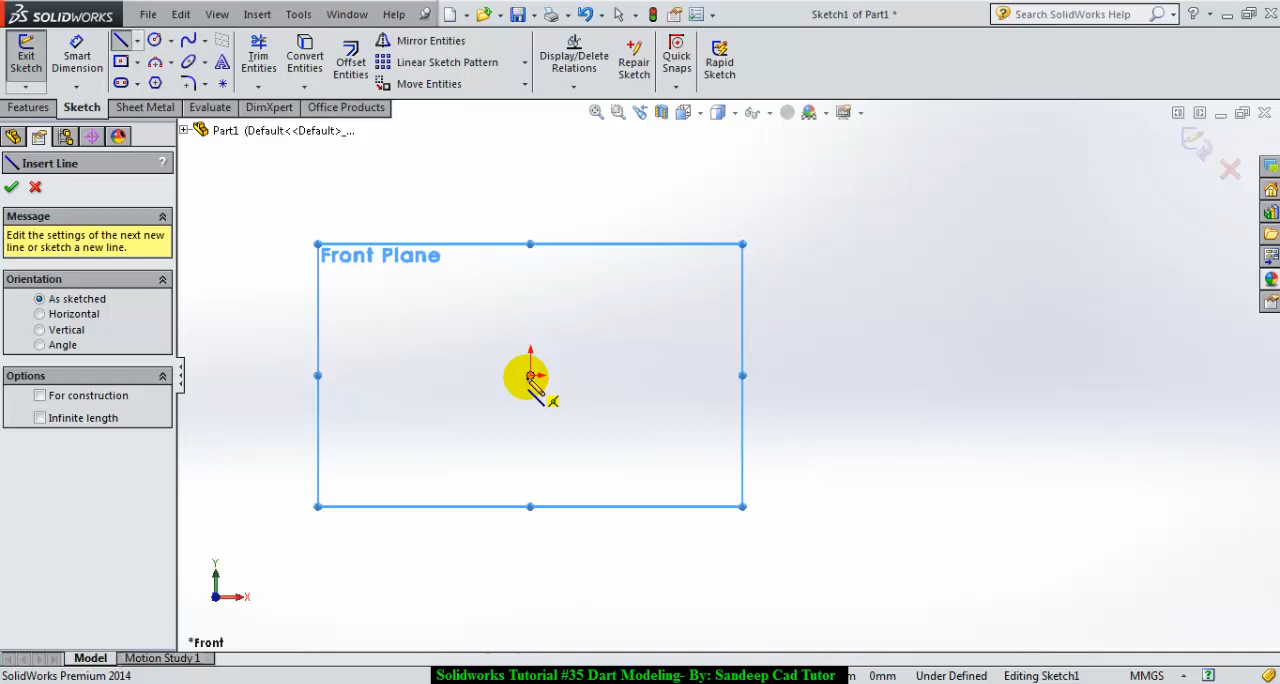 SOLIDWORKS File Edit View Insert Tools Window Help Sketch1 of Part1 * Search SolidWorks Help
Exit Sketch
Smart Dimension
Trim Entities
Convert Entities
Offset Entities
Mirror Entities
Linear Sketch Pattern
Move Entities
Display/Delete Relations
Repair Sketch
Quick Snaps
Rapid Sketch
Features Sketch Sheet Metal Evaluate DimXpert Office Products
Part1 (Default<<Default>_...
Insert Line ?
Message
Edit the settings of the next new
line or sketch a new line.
Orientation
As sketched
Horizontal
Vertical
Angle
Options
For construction
Infinite length
Front Plane
Y
X
*Front
Model Motion Study 1
SolidWorks Premium 2014 Solidworks Tutorial #35 Dart Modeling- By: Sandeep Cad Tutor 0mm Under Defined Editing Sketch1 MMGS